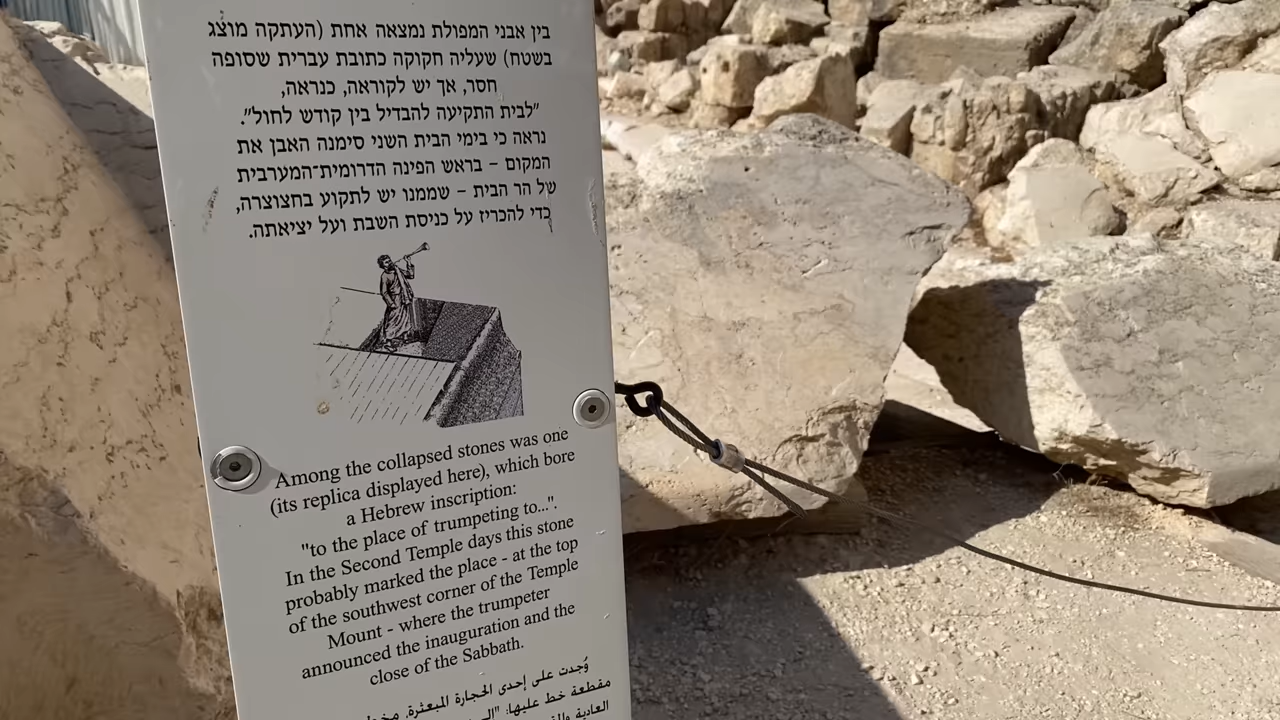 בין אבני המפולת נמצאה אחת (העתקה מוצג
בשטח) שעליה חקוקה כתובת עברית שסופה
חסר, אך יש לקוראה, כנראה,
"לבית התקיעה להבדיל בין קודש לחול".
נראה כי בימי הבית השני סימנה האבן את
המקום – בראש הפינה הדרומית־המערבית
של הר הבית – שממנו יש לתקוע בחצוצרה,
כדי להכריז על כניסת השבת ועל יציאתה.
Among the collapsed stones was one
(its replica displayed here), which bore
a Hebrew inscription:
"to the place of trumpeting to...".
In the Second Temple days this stone
probably marked the place - at the top
of the southwest corner of the Temple
Mount - where the trumpeter
announced the inauguration and the
close of the Sabbath.
وُجدت على إحدى الحجارة المبعثرة,
مقطعة خط عليها: "إلى